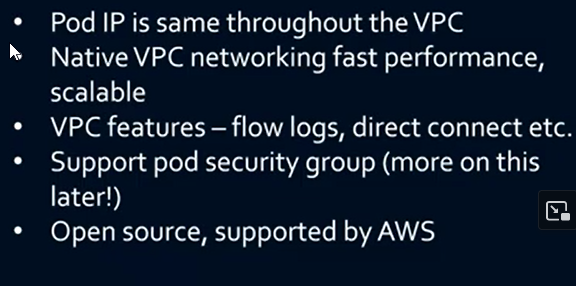 • Pod IP is same throughout the VPC
• Native VPC networking fast performance,
scalable
• VPC features – flow logs, direct connect etc.
• Support pod security group (more on this
later!)
• Open source, supported by AWS